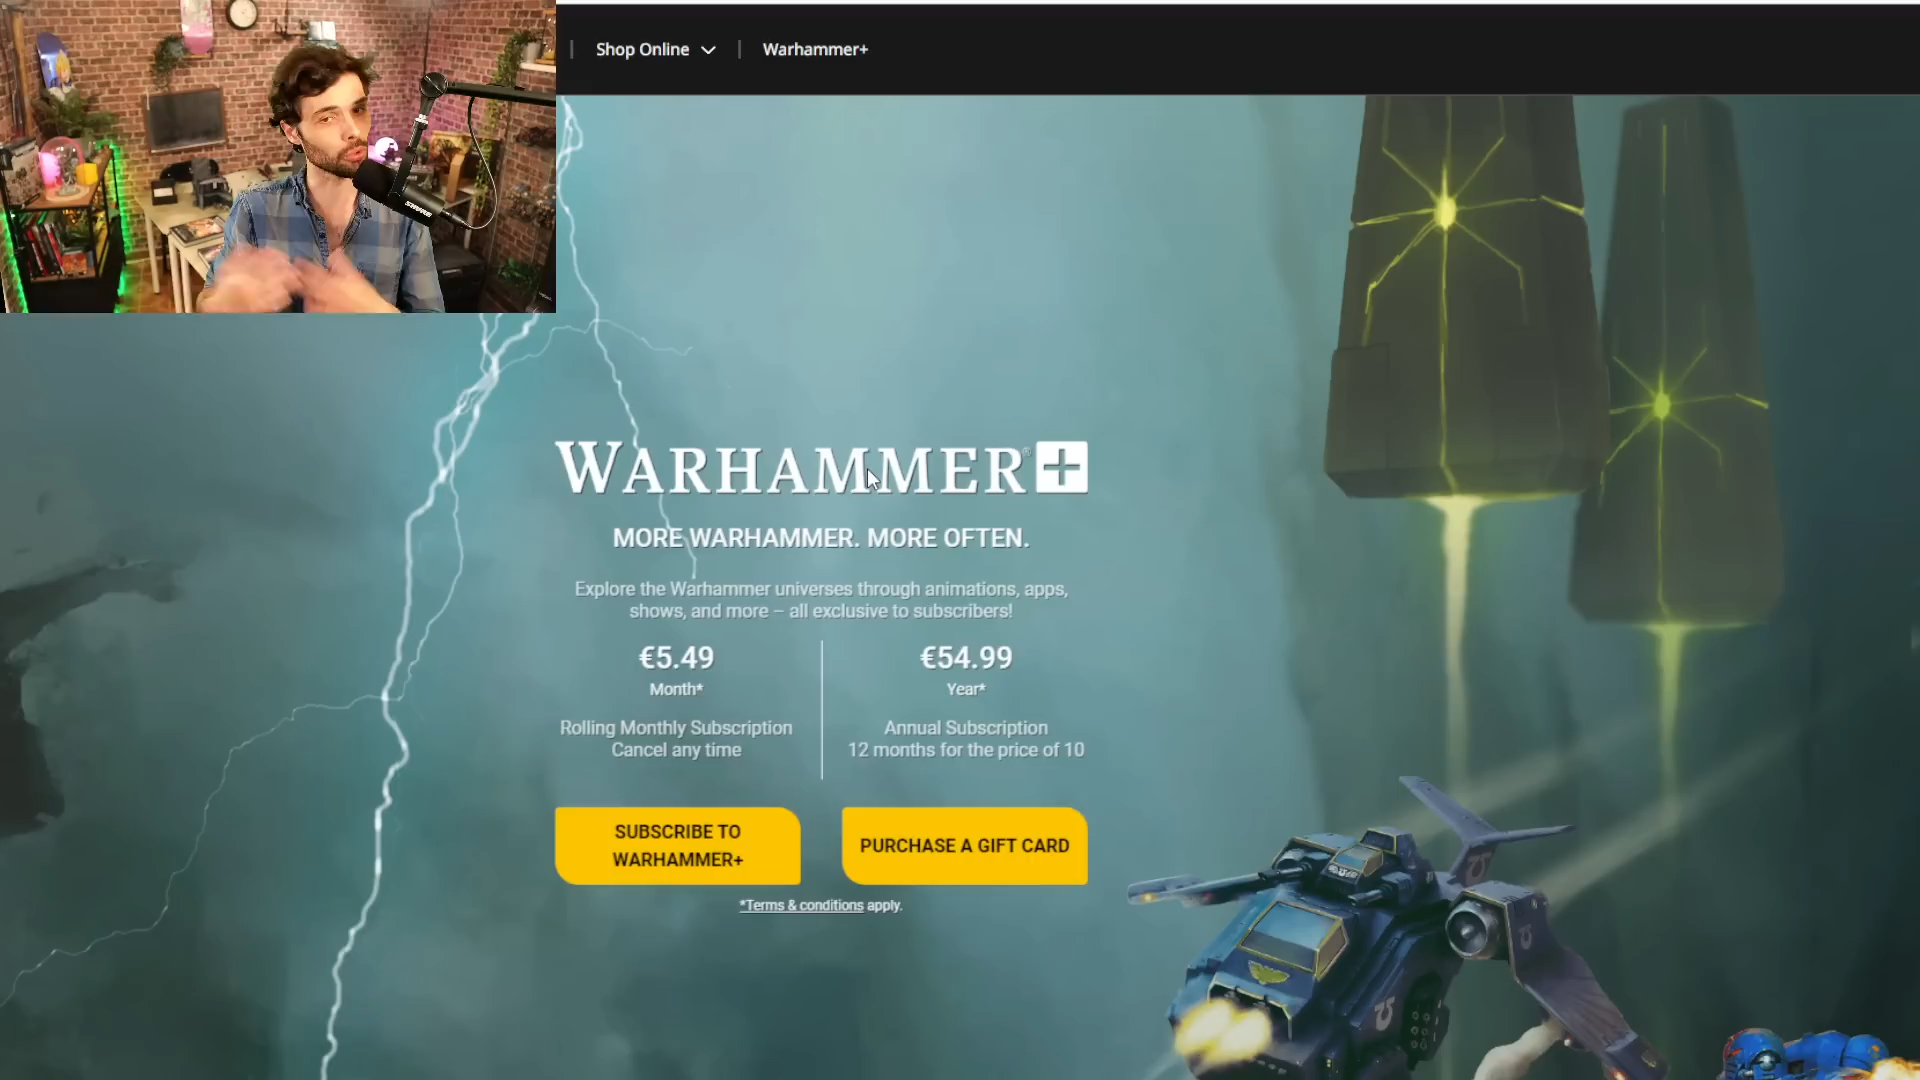 Shop Online
Warhammer+
SHURE
WARHAMMER+
MORE WARHAMMER. MORE OFTEN.
Explore the Warhammer universes through animations, apps,
shows, and more – all exclusive to subscribers!
€5.49
Month*
Rolling Monthly Subscription
Cancel any time
€54.99
Year*
Annual Subscription
12 months for the price of 10
SUBSCRIBE TO
WARHAMMER+
PURCHASE A GIFT CARD
*Terms & conditions apply.